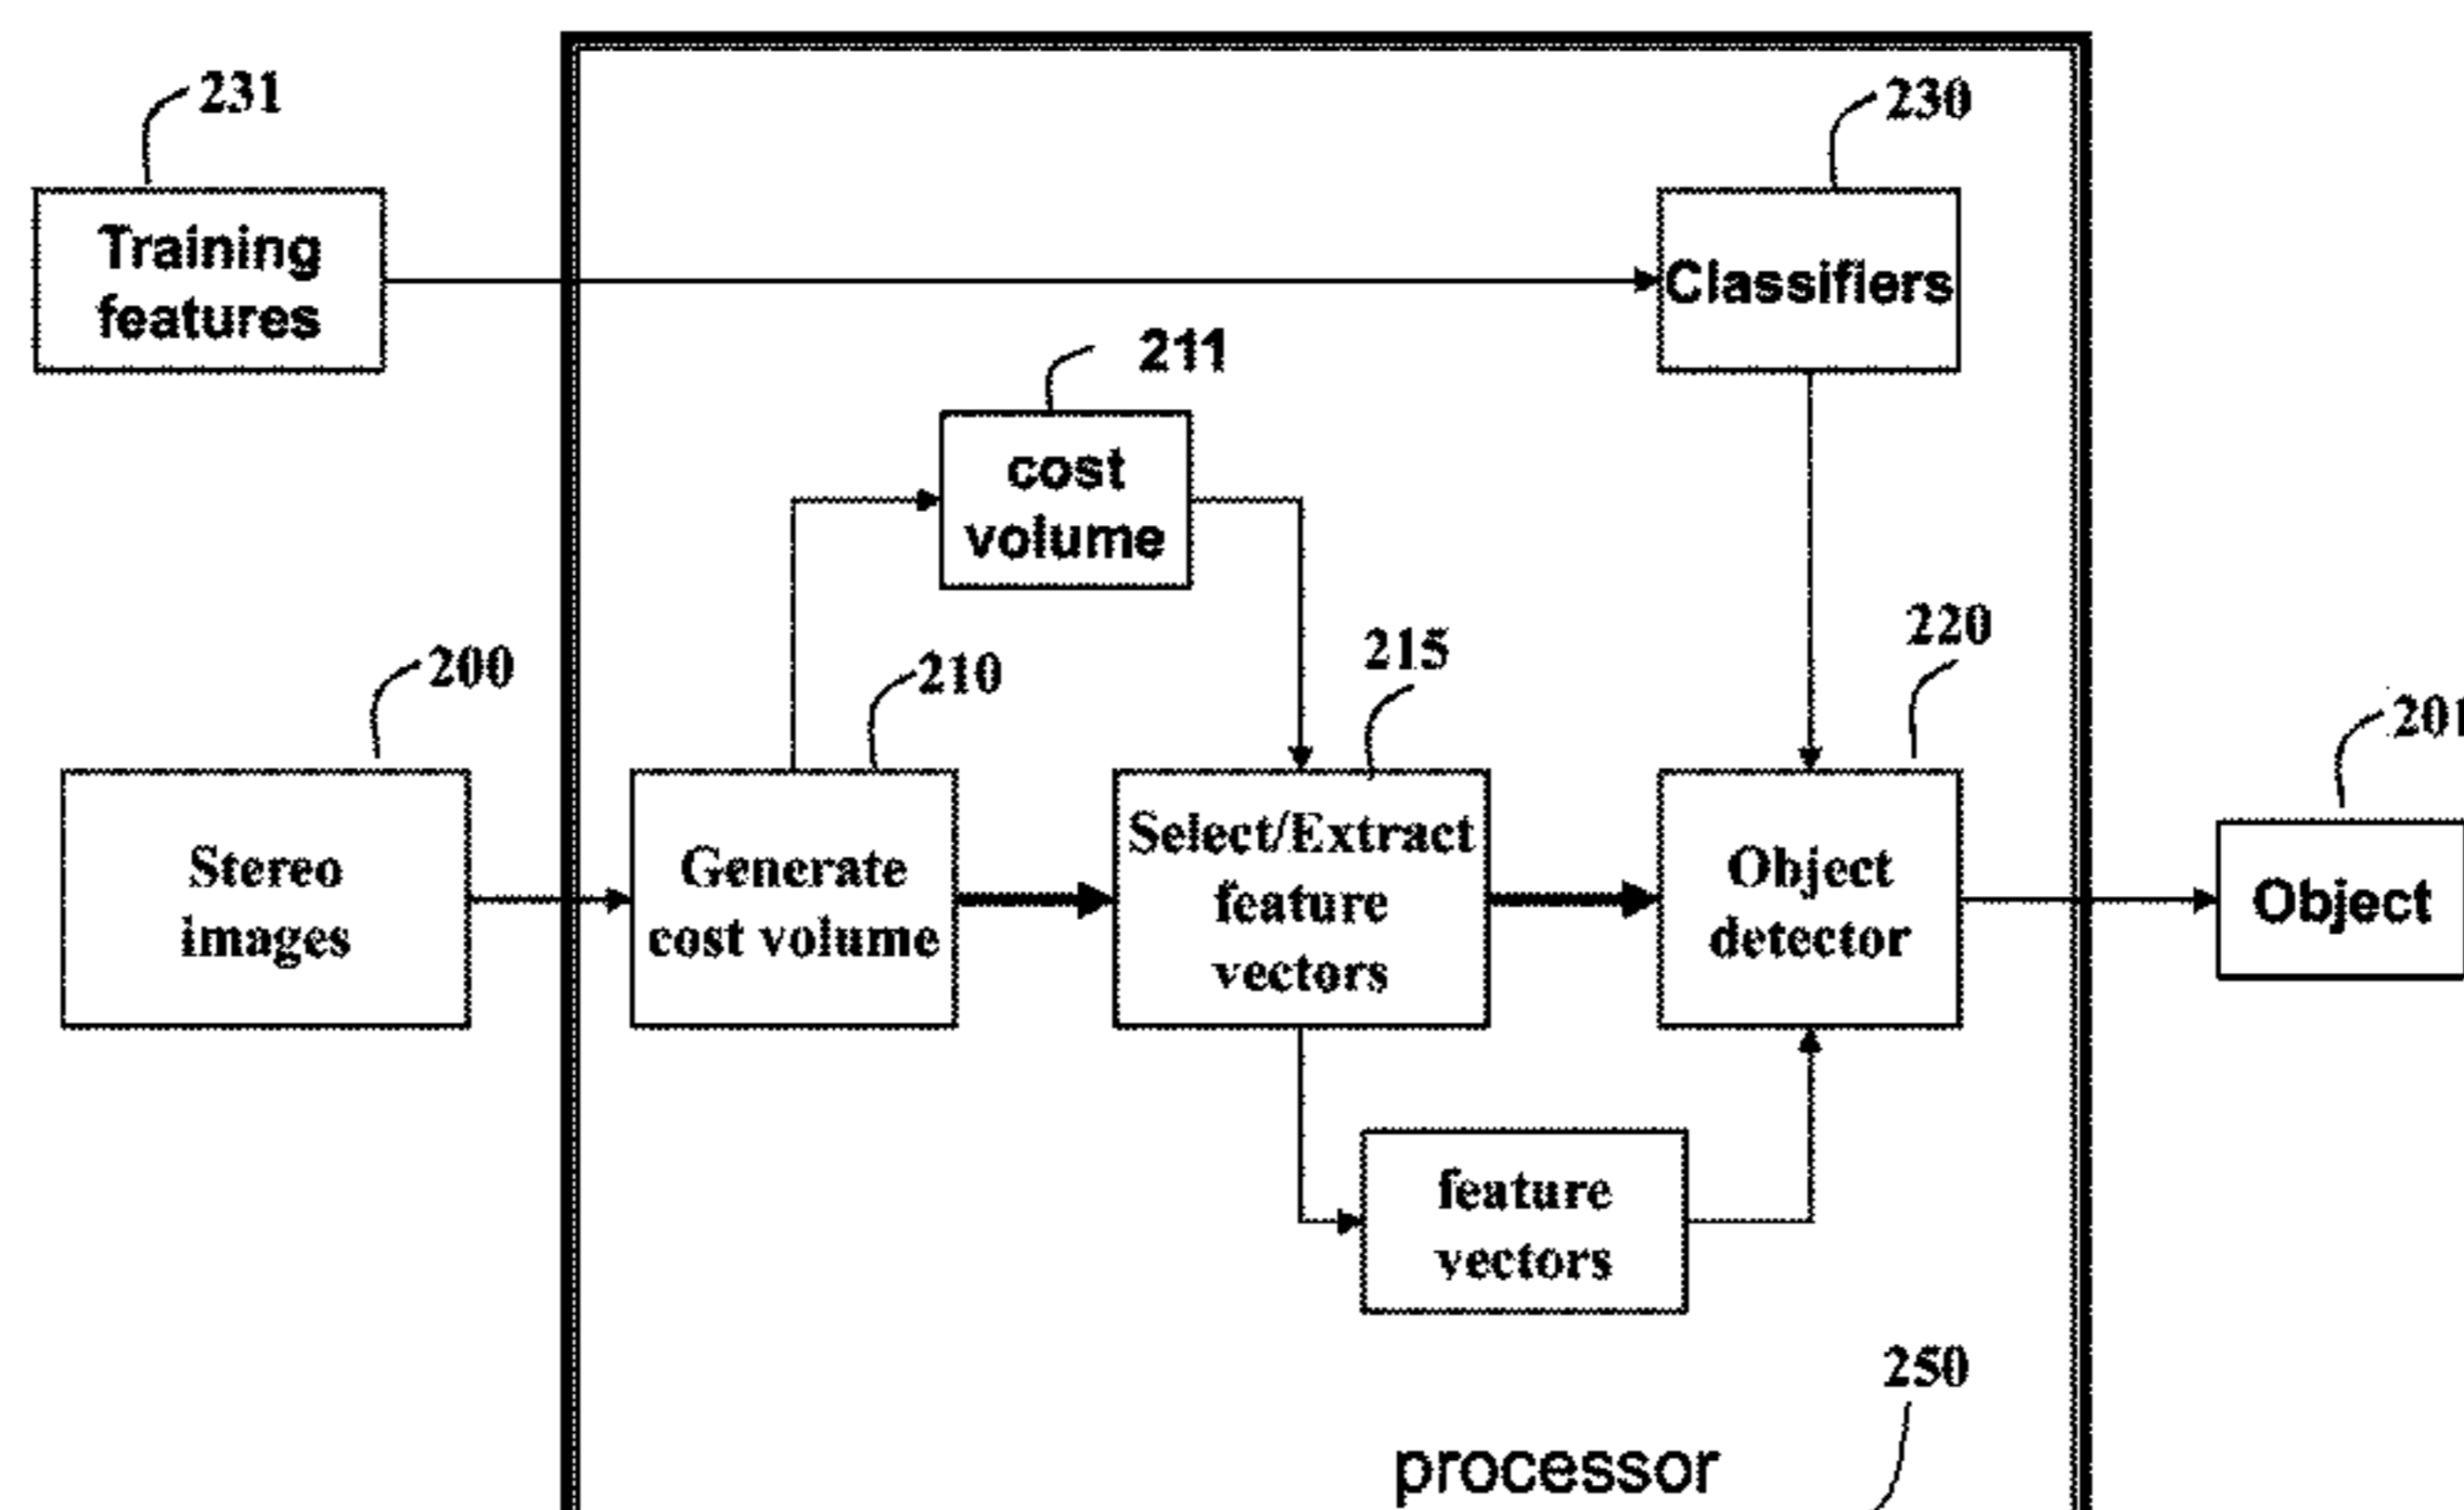 231
230
Training
features
Classifiers
211
cost
volume
200
210
215
220
201
Stereo
images
Generate
cost volume
Select/Extract
feature
vectors
Object
detector
Object
feature
vectors
250
processor